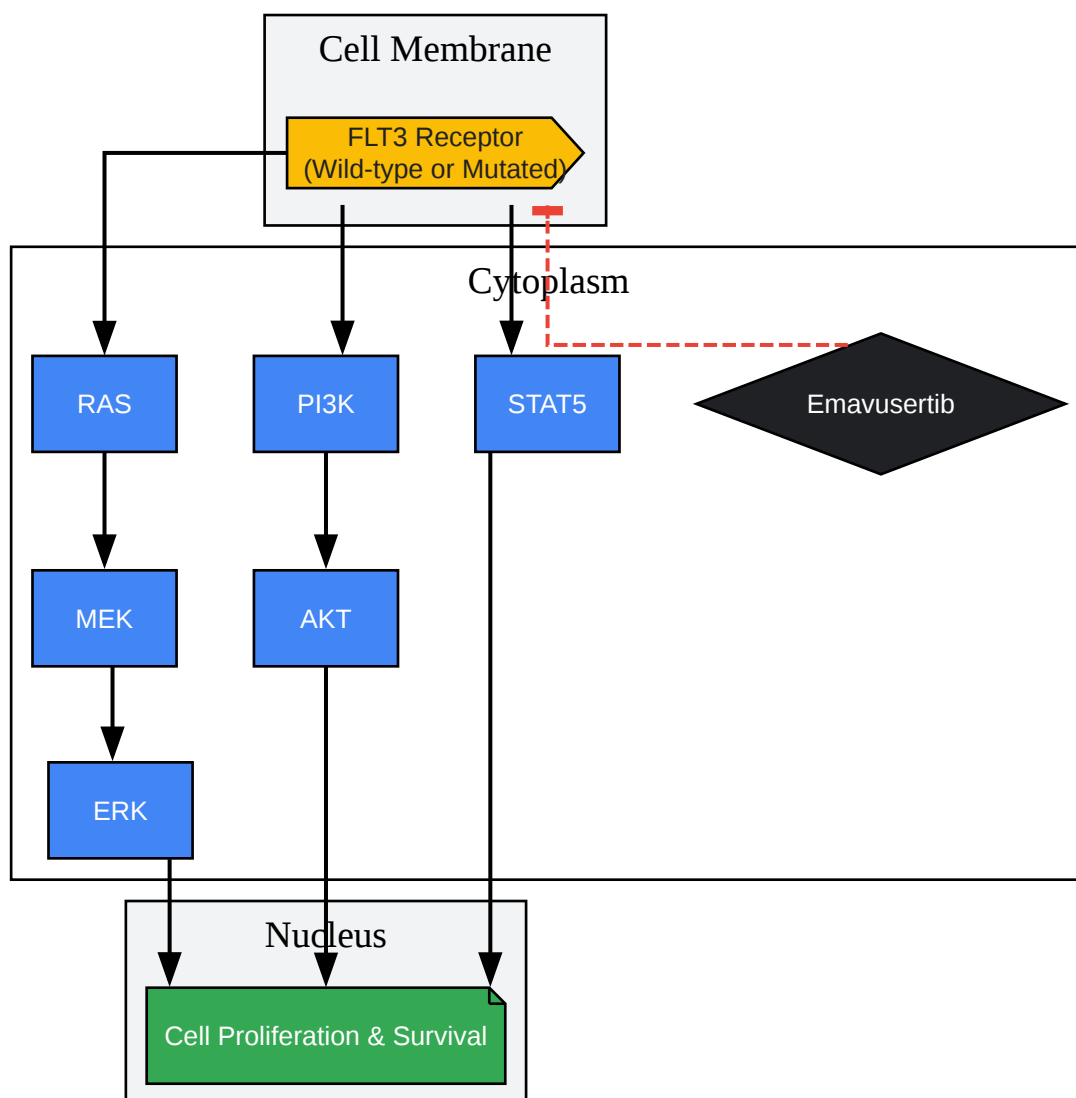 Cell Membrane
FLT3 Receptor
(Wild-type or Mutated)
Cytoplasm
RAS
PI3K
STAT5
Emavusertib
MEK
AKT
ERK
Nucleus
Cell Proliferation & Survival